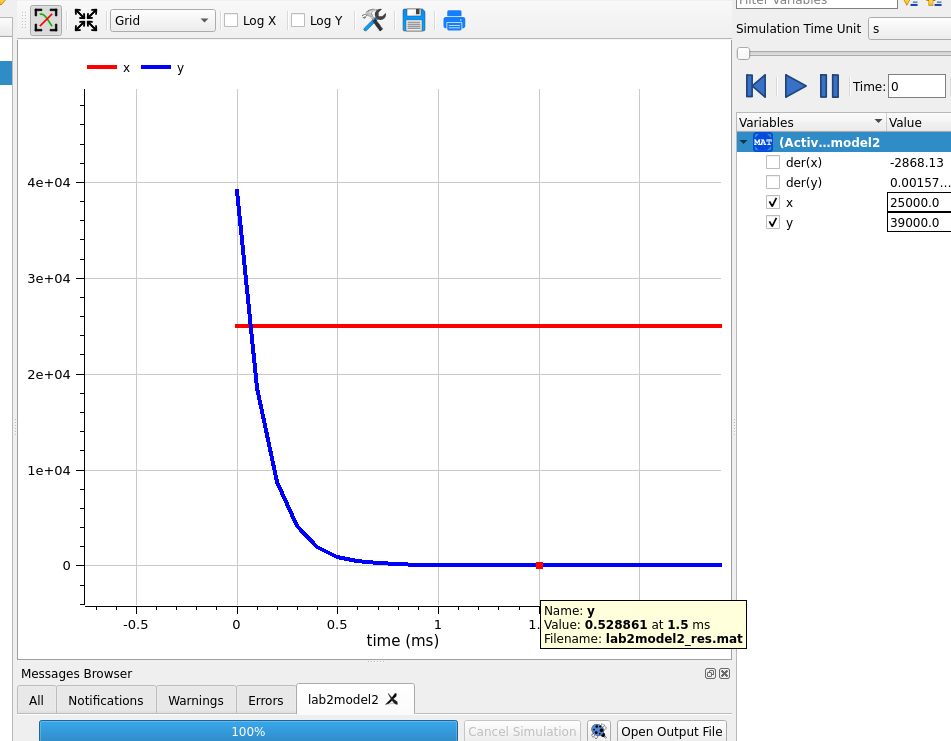 Filter Variables
Grid
Log X
Log Y
Simulation Time Unit
s
x
y
Time:
0
Variables
Value
MAT
(Activ...model2
der(x)
-2868.13
der(y)
0.00157...
x
25000.0
y
39000.0
4e+04
3e+04
2e+04
1e+04
0
-0.5
0
0.5
1
1.
time (ms)
Name: y
Value: 0.528861 at 1.5 ms
Filename: lab2model2_res.mat
Messages Browser
All
Notifications
Warnings
Errors
lab2model2
100%
Cancel Simulation
Open Output File